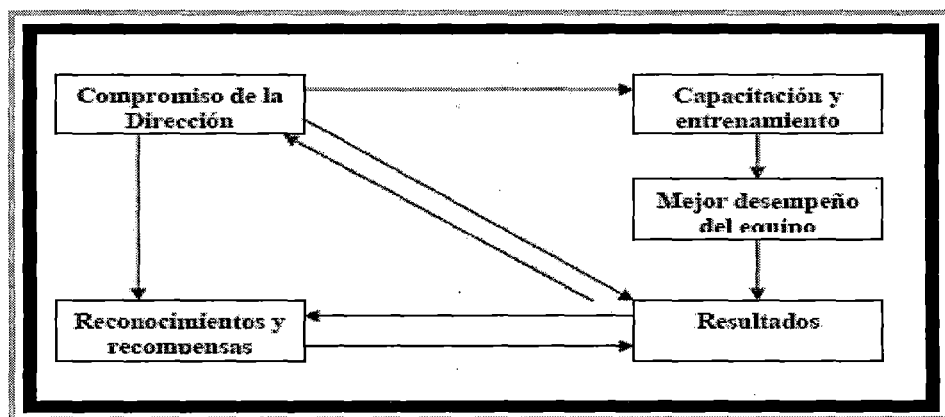 Compromiso de la
Dirección
Capacitación y
entrenamiento
Mejor desempeño
del equipo
Reconocimientos y
recompensas
Resultados